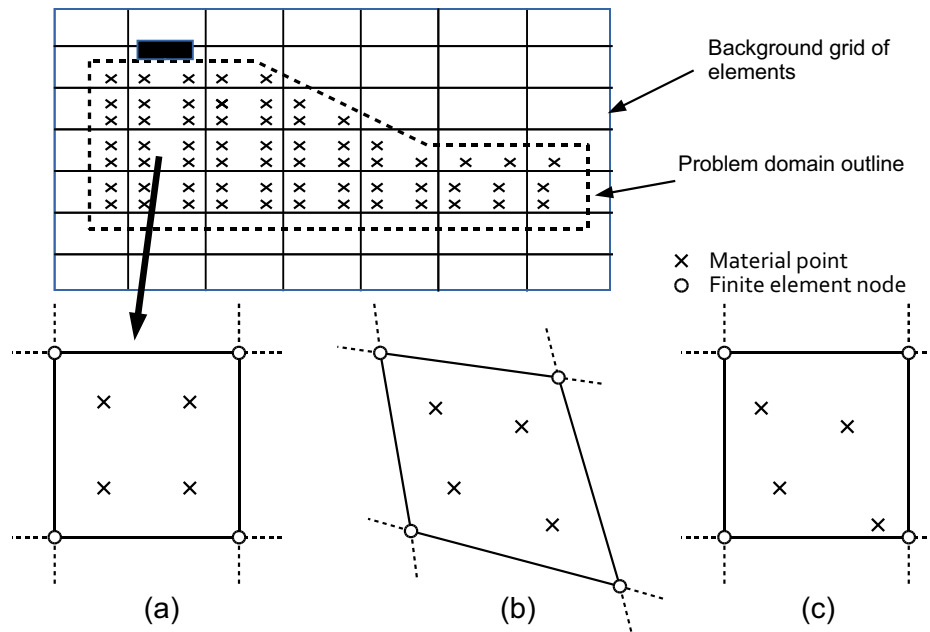 Background grid of
elements
Problem domain outline
Material point
Finite element node
(a)
(b)
(c)